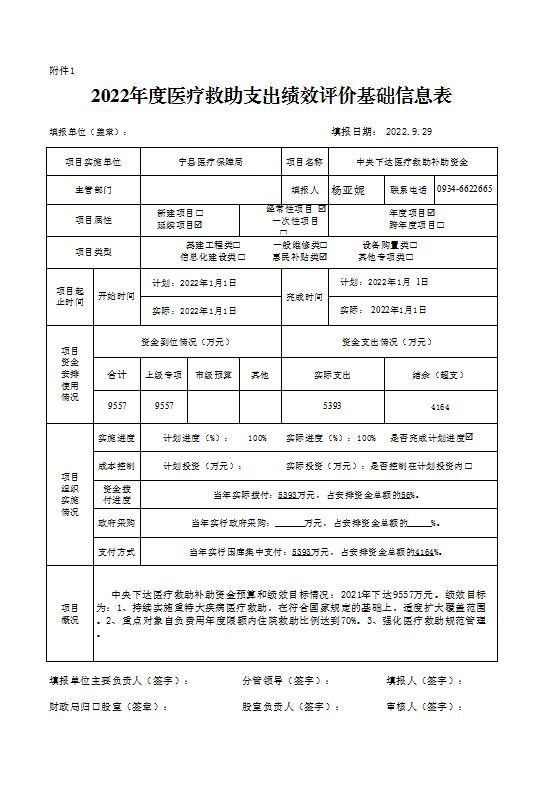 附件1
2022年度医疗救助支出绩效评价基础信息表
填报单位（盖章）： 填报日期： 2022.9.29
项目实施单位 宁县医疗保障局 项目名称 中央下达医疗救助补助资金
主管部门 填报人 杨亚妮 联系电话 0934-6622665
项目属性 新建项目□ 延续项目☑ 经常性项目 ☑ 一次性项目 □ 年度项目☑ 跨年度项目□
项目类型 基建工程类□ 一般维修类□ 设备购置类□
信息化建设类□ 惠民补贴类☑ 其他专项类□
项目起止时间 开始时间 计划：2022年1月1日 完成时间 计划：2022年1月 1日
实际：2022年1月1日 实际： 2022年1月1日
项目资金安排使用情况 资金到位情况（万元） 资金支出情况（万元）
合计 上级专项 市级预算 其他 实际支出 结余（超支）
9557 9557 5393 4164
项目组织实施情况 实施进度 计划进度（%）： 100% 实际进度（%）：100% 是否完成计划进度☑
成本控制 计划投资（万元）： 实际投资（万元）：是否控制在计划投资内□
资金拨付进度 当年实际拨付：5393万元，占安排资金总额的56%。
政府采购 当年实行政府采购：______万元，占安排资金总额的_____%。
支付方式 当年实行国库集中支付：5393万元，占安排资金总额的4164%。
项目概况 中央下达医疗救助补助资金预算和绩效目标情况：2021年下达9557万元。绩效目标
为：1、持续实施重特大疾病医疗救助，在符合国家规定的基础上，适度扩大覆盖范围
。2、重点对象自负费用年度限额内住院救助比例达到70%。3、强化医疗救助规范管理
。
填报单位主要负责人（签字）： 分管领导（签字）： 填报人（签字）：
财政局归口股室（签章）： 股室负责人（签字）： 审核人（签字）：